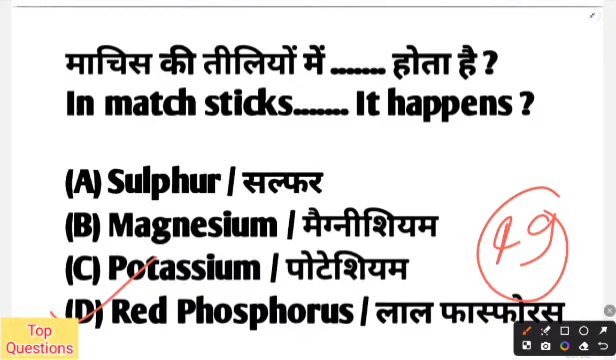 माचिस की तीलियों में ....... होता है ?
In match sticks....... It happens ?
(A) Sulphur / सल्फर
(B) Magnesium / मैग्नीशियम
(C) Potassium / पोटेशियम
(D) Red Phosphorus / लाल फास्फोरस
49
Top
Questions